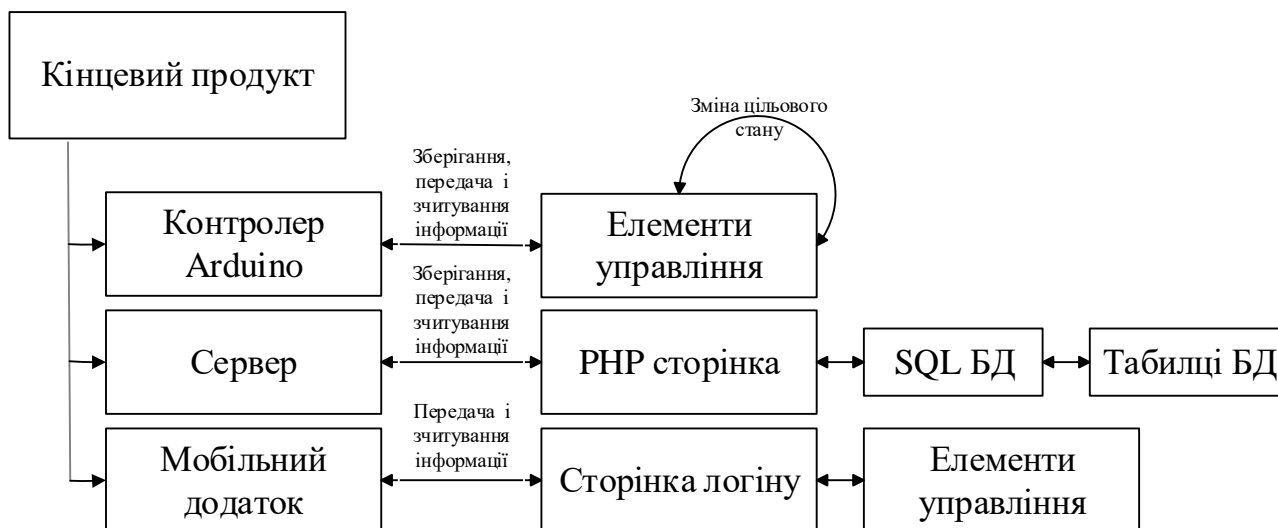 Кінцевий продукт
Зміна цільового
стану
Зберігання,
передача і
зчитування
інформації
Контролер
Arduino
Елементи
управління
Зберігання,
передача і
зчитування
інформації
Сервер
PHP сторінка
SQL БД
Табилці БД
Передача і
зчитування
інформації
Мобільний
додаток
Сторінка логіну
Елементи
управління